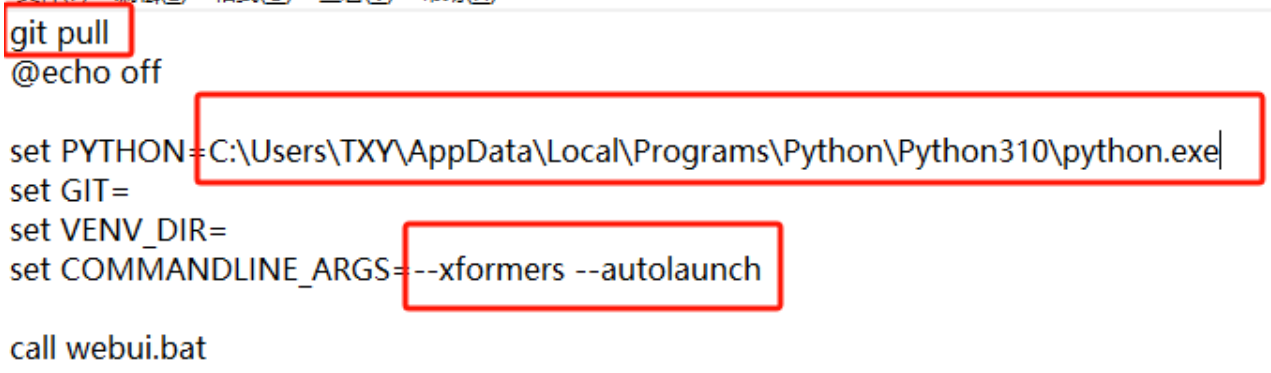 git pull
@echo off
set PYTHON=C:\Users\TXY\AppData\Local\Programs\Python\Python310\python.exe
set GIT=
set VENV_DIR=
set COMMANDLINE_ARGS=--xformers --autolaunch
call webui.bat